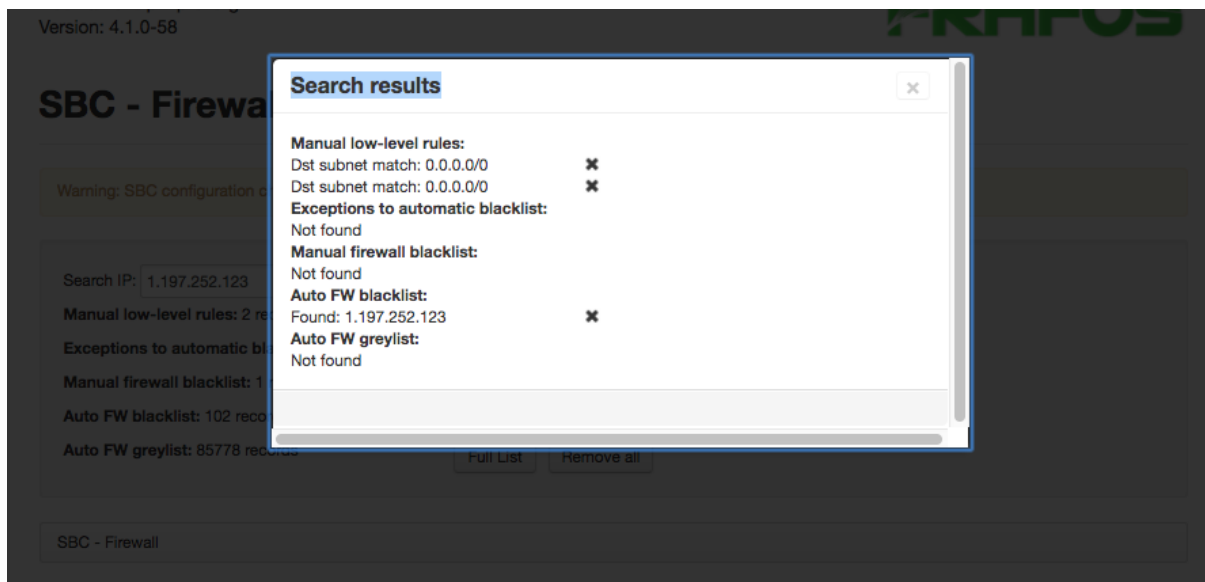 Version: 4.1.0-58
FRAFOS
SBC - Firewa
Warning: SBC configuration c
Search IP: 1.197.252.123
Manual low-level rules: 2 re
Exceptions to automatic bl
Manual firewall blacklist: 1
Auto FW blacklist: 102 reco
Auto FW greylist: 85778 records
Full List
Remove all
SBC - Firewall
Search results
×
Manual low-level rules:
Dst subnet match: 0.0.0.0/0 ✖
Dst subnet match: 0.0.0.0/0 ✖
Exceptions to automatic blacklist:
Not found
Manual firewall blacklist:
Not found
Auto FW blacklist:
Found: 1.197.252.123 ✖
Auto FW greylist:
Not found